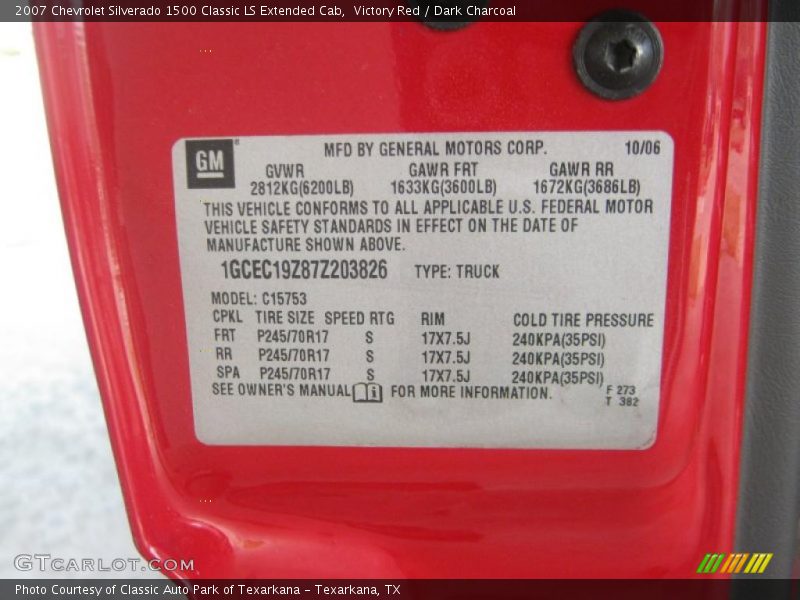 2007 Chevrolet Silverado 1500 Classic LS Extended Cab, Victory Red / Dark Charcoal
GM
MFD BY GENERAL MOTORS CORP. 10/06
GVWR GAWR FRT GAWR RR
2812KG(6200LB) 1633KG(3600LB) 1672KG(3686LB)
THIS VEHICLE CONFORMS TO ALL APPLICABLE U.S. FEDERAL MOTOR
VEHICLE SAFETY STANDARDS IN EFFECT ON THE DATE OF
MANUFACTURE SHOWN ABOVE.
1GCEC19Z87Z203826 TYPE: TRUCK
MODEL: C15753
CPKL TIRE SIZE SPEED RTG RIM COLD TIRE PRESSURE
FRT P245/70R17 S 17X7.5J 240KPA(35PSI)
RR P245/70R17 S 17X7.5J 240KPA(35PSI)
SPA P245/70R17 S 17X7.5J 240KPA(35PSI)
SEE OWNER'S MANUAL i FOR MORE INFORMATION.
F 273
T 382
GTCARLOT.COM
Photo Courtesy of Classic Auto Park of Texarkana - Texarkana, TX